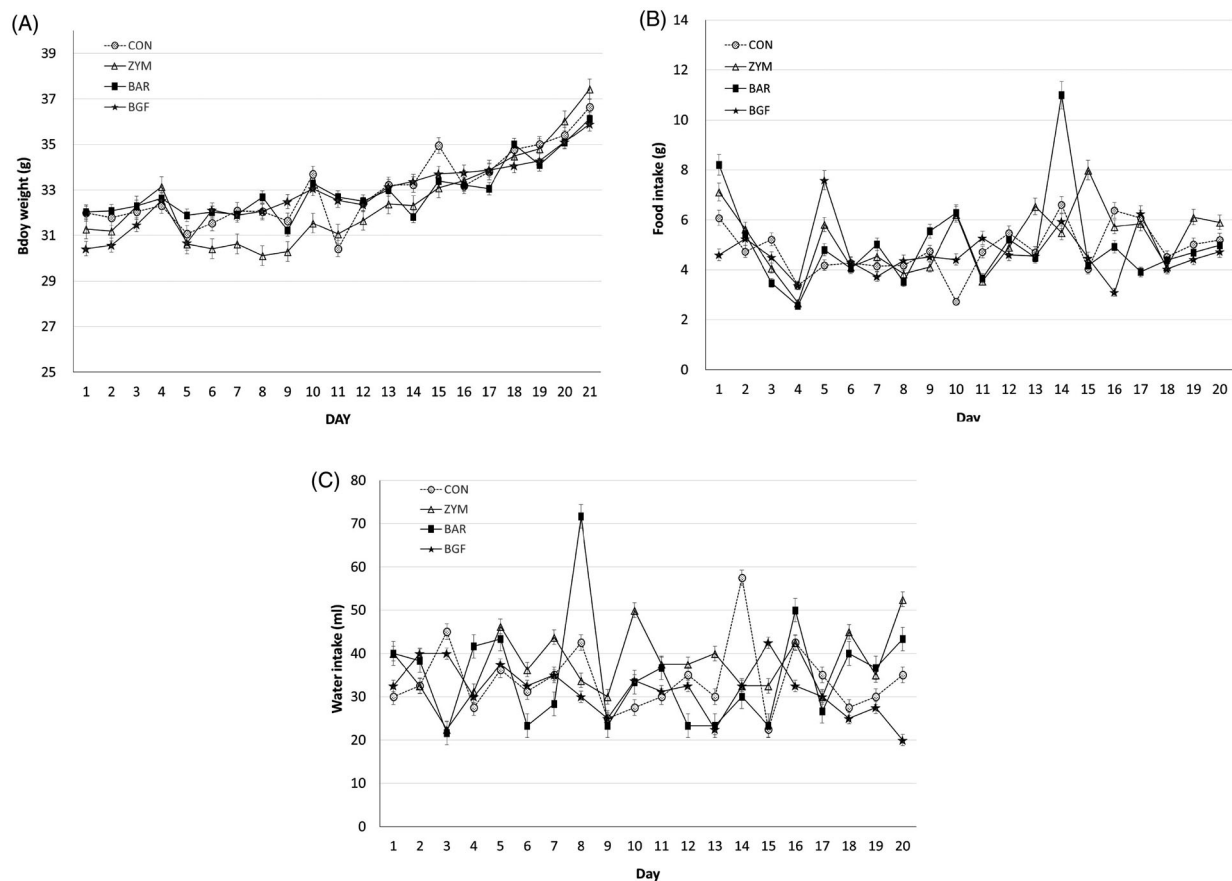 (A)
39
37
35
33
31
29
27
25
Bdoy weight (g)
CON
ZYM
BAR
BGF
1 2 3 4 5 6 7 8 9 10 11 12 13 14 15 16 17 18 19 20 21
DAY
(B)
14
12
10
8
6
4
2
0
Food intake (g)
CON
ZYM
BAR
BGF
1 2 3 4 5 6 7 8 9 10 11 12 13 14 15 16 17 18 19 20
Day
(C)
80
70
60
50
40
30
20
10
0
Water intake (ml)
CON
ZYM
BAR
BGF
1 2 3 4 5 6 7 8 9 10 11 12 13 14 15 16 17 18 19 20
Day